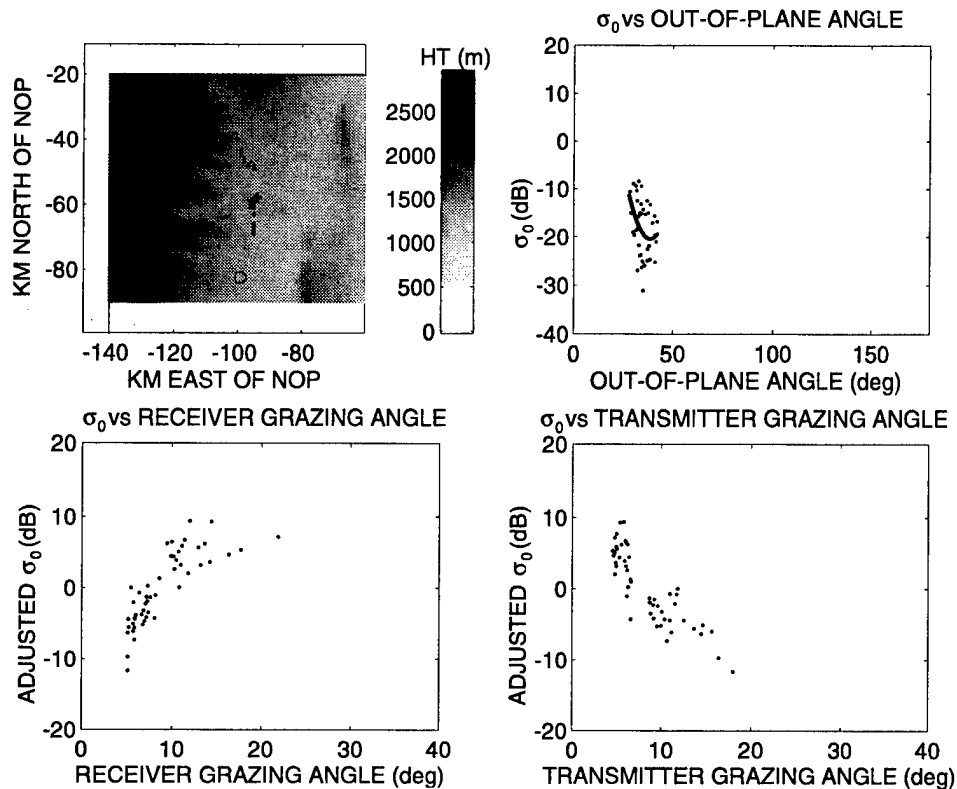 σ₀ vs OUT-OF-PLANE ANGLE
HT (m)
-20
-40
-60
-80
KM NORTH OF NOP
-140 -120 -100 -80
KM EAST OF NOP
2500
2000
1500
1000
500
0
20
10
0
-10
-20
-30
-40
σ₀ (dB)
0 50 100 150
OUT-OF-PLANE ANGLE (deg)
σ₀ vs RECEIVER GRAZING ANGLE
20
10
0
-10
-20
ADJUSTED σ₀ (dB)
0 10 20 30 40
RECEIVER GRAZING ANGLE (deg)
σ₀ vs TRANSMITTER GRAZING ANGLE
20
10
0
-10
-20
ADJUSTED σ₀ (dB)
0 10 20 30 40
TRANSMITTER GRAZING ANGLE (deg)